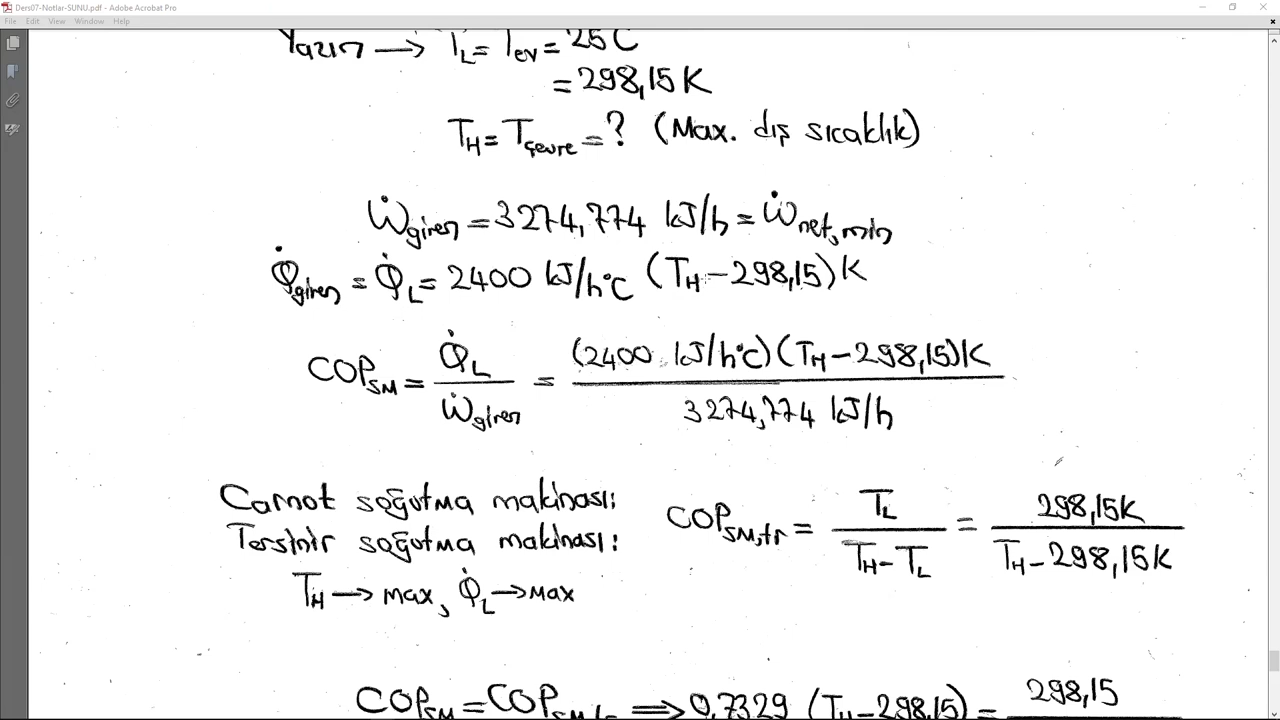 Ders07-Notlar-SUNU.pdf - Adobe Acrobat Pro
File Edit View Window Help
Yazın → T_L = T_ev = 25 C
= 298,15 K
T_H = T_çevre = ? (Max. dış sıcaklık)
Ẇ_giren = 3274,774 kJ/h = Ẇ_net,min
Q̇_giren = Q̇_L = 2400 kJ/h°C (T_H - 298,15) K
COP_SM = Q̇_L / Ẇ_giren = (2400 kJ/h°C)(T_H - 298,15)K / 3274,774 kJ/h
Carnot soğutma makinası:
Tersinir soğutma makinası:
COP_SM,tr = T_L / (T_H - T_L) = 298,15K / (T_H - 298,15K)
T_H → max, Q̇_L → max
COP_SM = COP_SM,tr ⟹ 0,7329 (T_H - 298,15) = 298,15